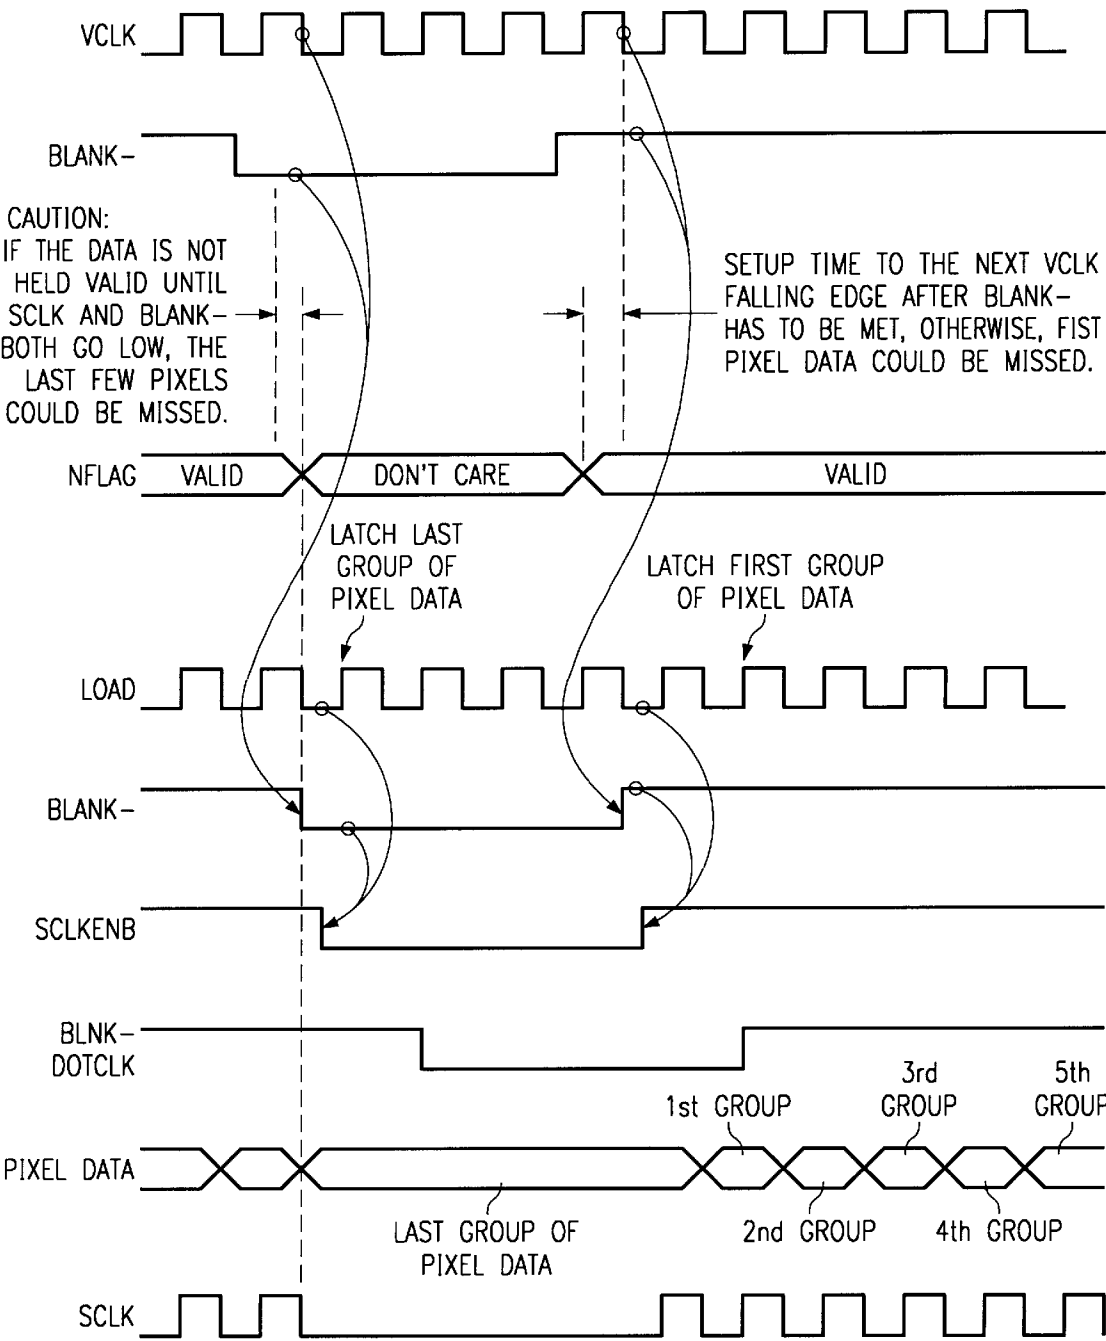 VCLK
BLANK–
CAUTION:
IF THE DATA IS NOT
HELD VALID UNTIL
SCLK AND BLANK–
BOTH GO LOW, THE
LAST FEW PIXELS
COULD BE MISSED.
SETUP TIME TO THE NEXT VCLK
FALLING EDGE AFTER BLANK–
HAS TO BE MET, OTHERWISE, FIST
PIXEL DATA COULD BE MISSED.
NFLAG VALID DON'T CARE VALID
LATCH LAST
GROUP OF
PIXEL DATA
LATCH FIRST GROUP
OF PIXEL DATA
LOAD
BLANK–
SCLKENB
BLNK–
DOTCLK
1st GROUP
3rd
GROUP
5th
GROUP
PIXEL DATA
LAST GROUP OF
PIXEL DATA
2nd GROUP
4th GROUP
SCLK